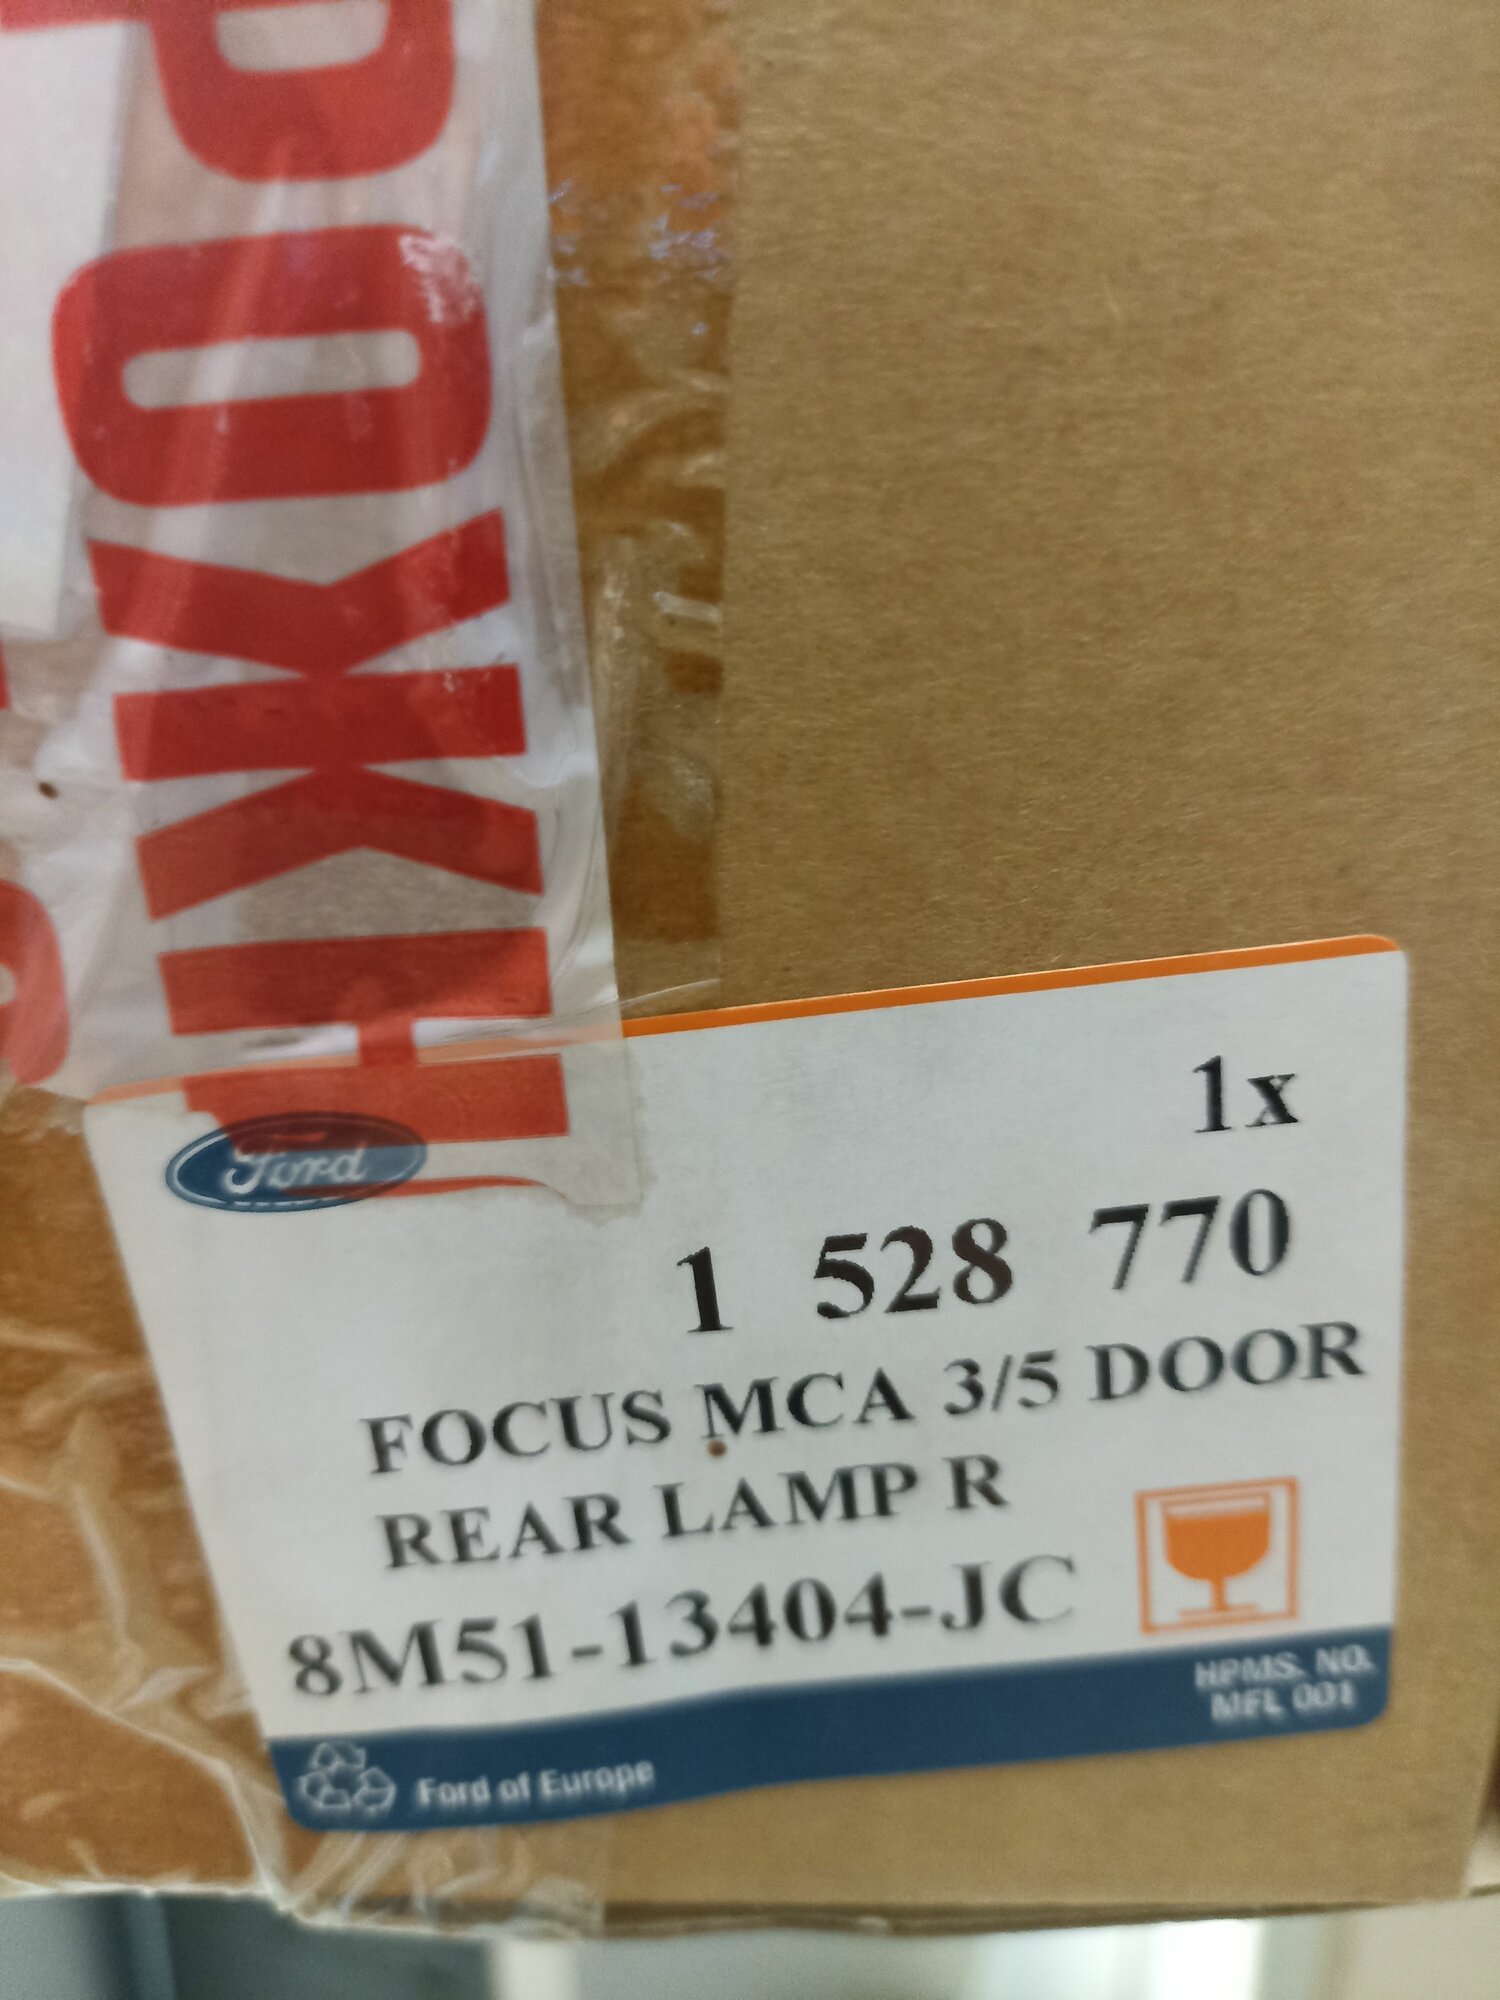 РОЖН
Ford
1x
1 528 770
FOCUS MCA 3/5 DOOR
REAR LAMP R
8M51-13404-JC
HPMS. NO.
MFL 001
Ford of Europe